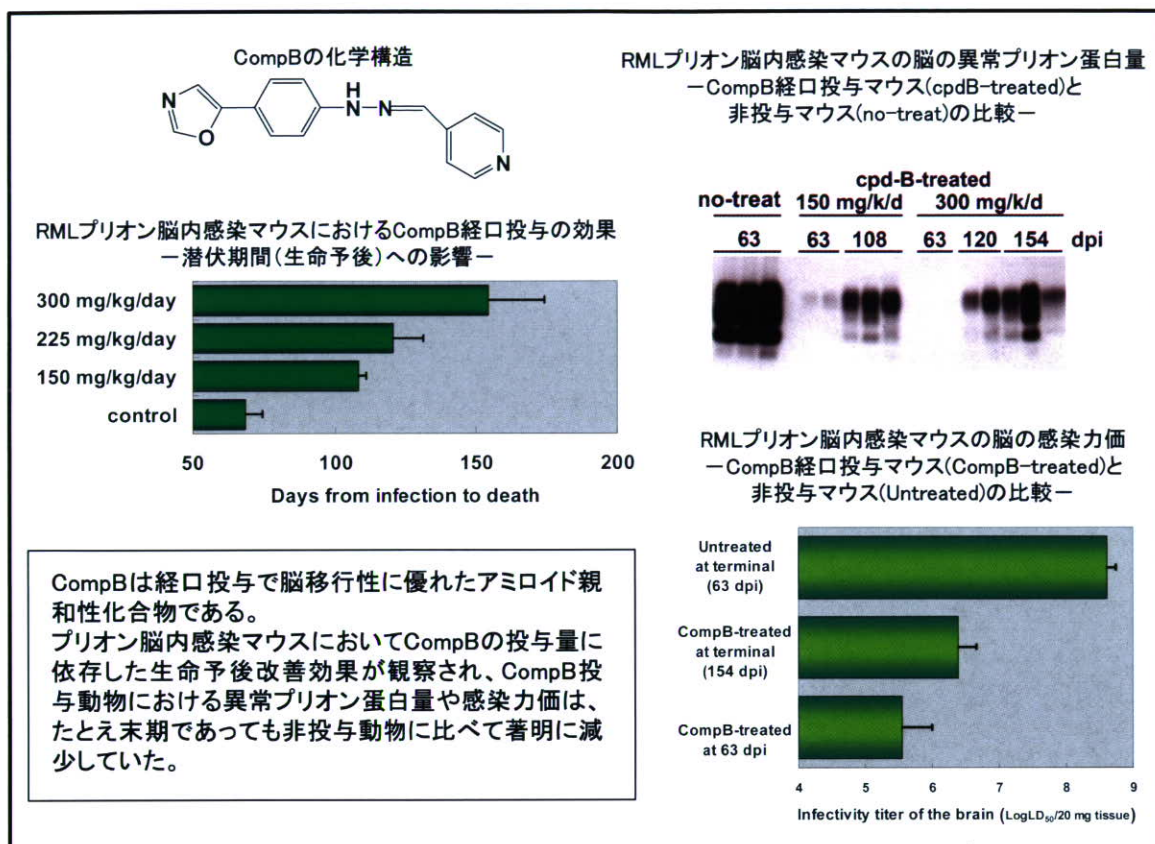 CompBの化学構造
N
O
H
N
N
N
RMLプリオン脳内感染マウスにおけるCompB経口投与の効果
－潜伏期間(生命予後)への影響－
300 mg/kg/day
225 mg/kg/day
150 mg/kg/day
control
50 100 150 200
Days from infection to death
CompBは経口投与で脳移行性に優れたアミロイド親
和性化合物である。
プリオン脳内感染マウスにおいてCompBの投与量に
依存した生命予後改善効果が観察され、CompB投
与動物における異常プリオン蛋白量や感染力価は、
たとえ末期であっても非投与動物に比べて著明に減
少していた。
RMLプリオン脳内感染マウスの脳の異常プリオン蛋白量
－CompB経口投与マウス(cpdB-treated)と
非投与マウス(no-treat)の比較－
cpd-B-treated
no-treat 150 mg/k/d 300 mg/k/d
63 63 108 63 120 154 dpi
RMLプリオン脳内感染マウスの脳の感染力価
－CompB経口投与マウス(CompB-treated)と
非投与マウス(Untreated)の比較－
Untreated
at terminal
(63 dpi)
CompB-treated
at terminal
(154 dpi)
CompB-treated
at 63 dpi
4 5 6 7 8 9
Infectivity titer of the brain (LogLD₅₀/20 mg tissue)